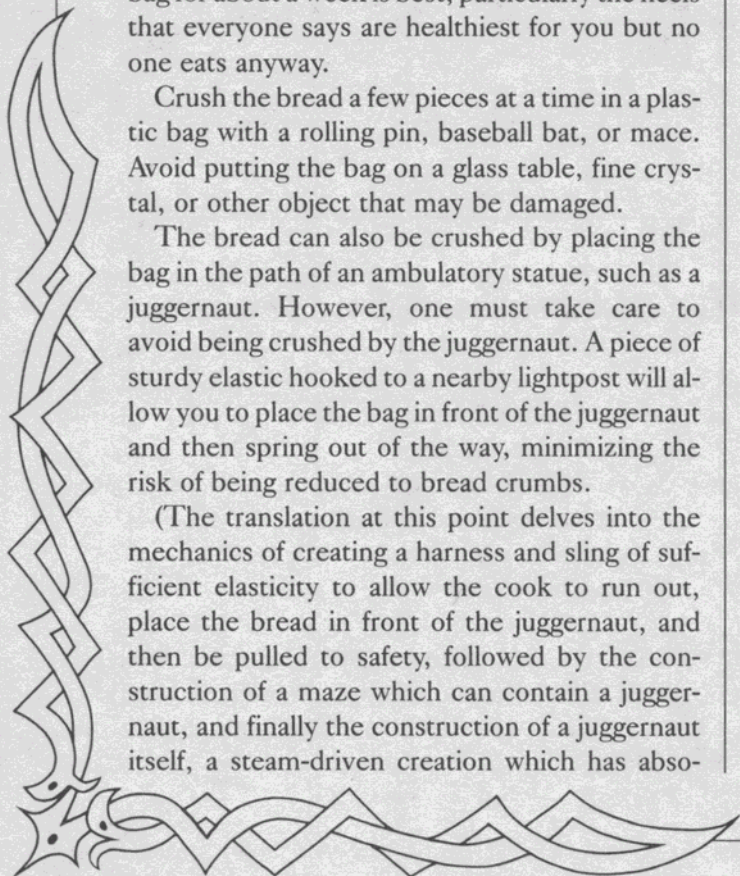 that everyone says are healthiest for you but no
one eats anyway.
Crush the bread a few pieces at a time in a plas-
tic bag with a rolling pin, baseball bat, or mace.
Avoid putting the bag on a glass table, fine crys-
tal, or other object that may be damaged.
The bread can also be crushed by placing the
bag in the path of an ambulatory statue, such as a
juggernaut. However, one must take care to
avoid being crushed by the juggernaut. A piece of
sturdy elastic hooked to a nearby lightpost will al-
low you to place the bag in front of the juggernaut
and then spring out of the way, minimizing the
risk of being reduced to bread crumbs.
(The translation at this point delves into the
mechanics of creating a harness and sling of suf-
ficient elasticity to allow the cook to run out,
place the bread in front of the juggernaut, and
then be pulled to safety, followed by the con-
struction of a maze which can contain a jugger-
naut, and finally the construction of a juggernaut
itself, a steam-driven creation which has abso-